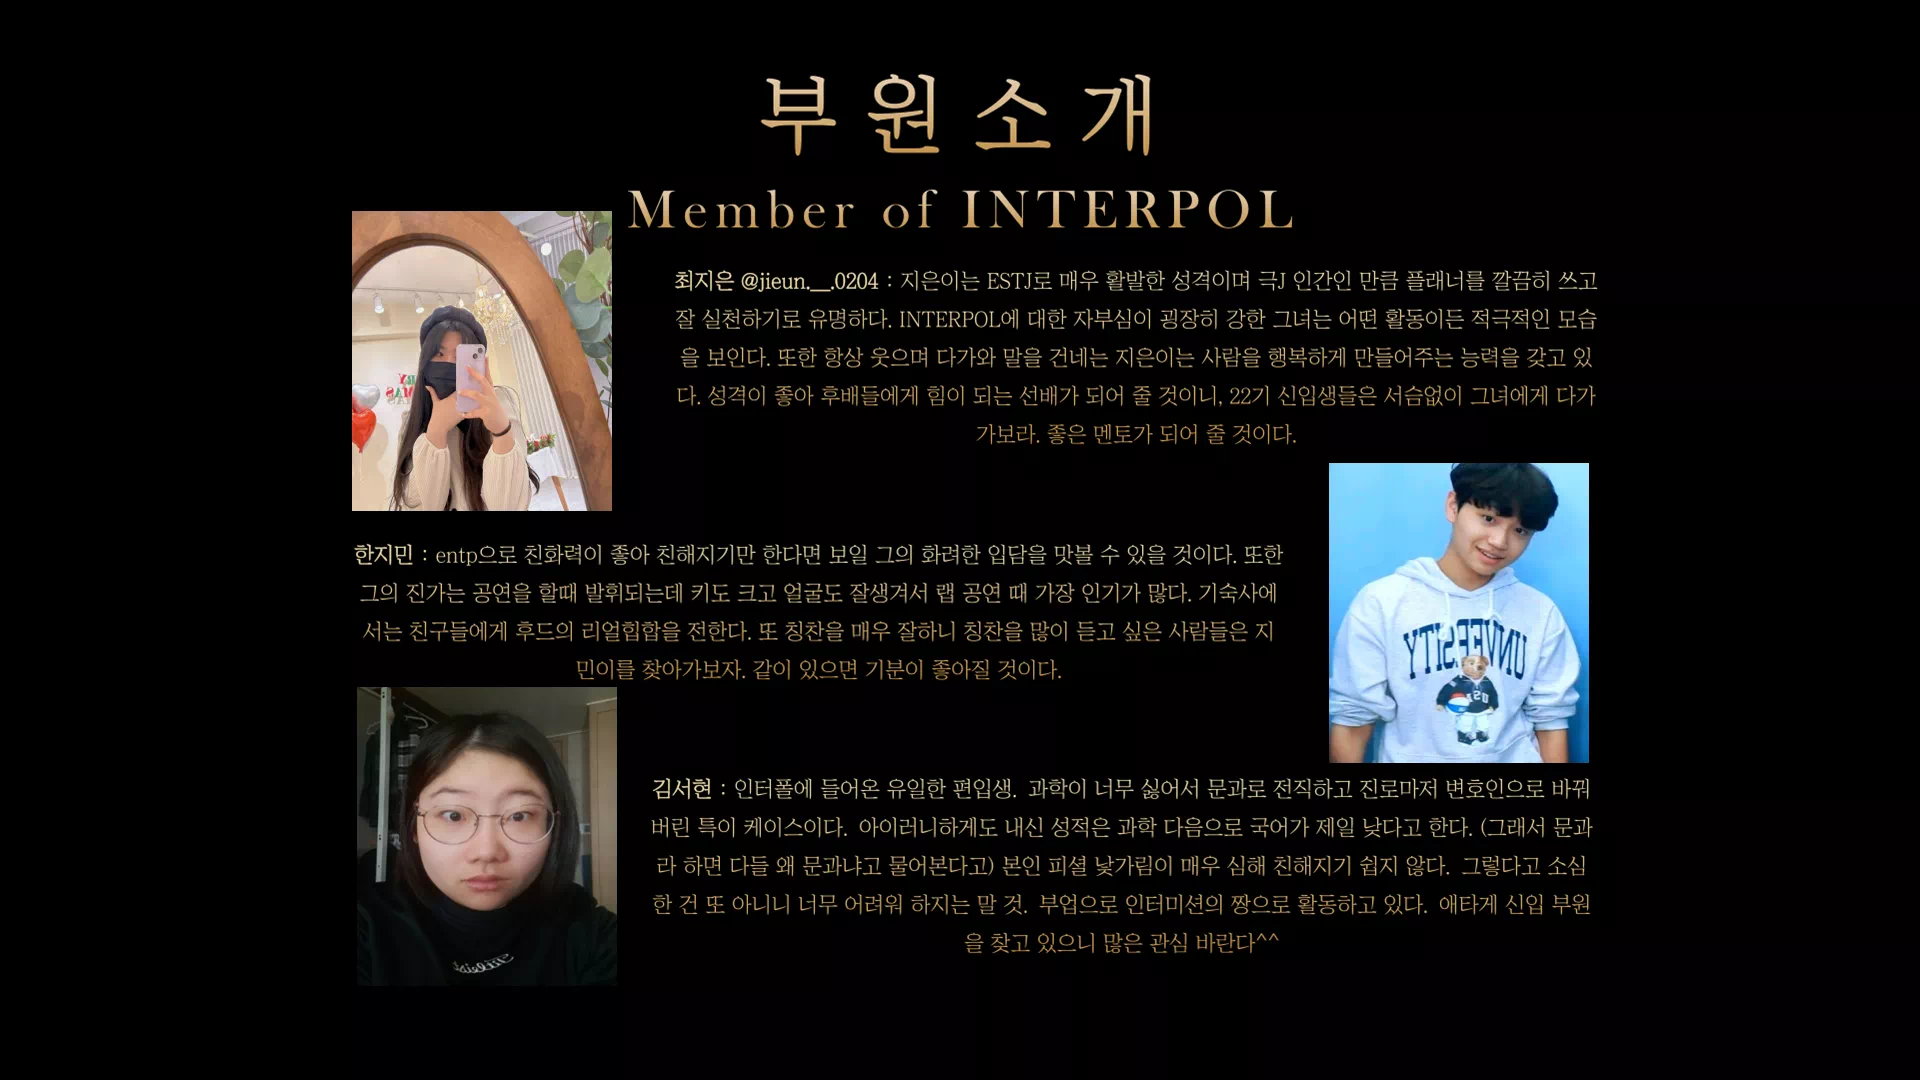 부원소개
Member of INTERPOL
최지은 @jieun.__.0204 : 지은이는 ESTJ로 매우 활발한 성격이며 극J 인간인 만큼 플래너를 깔끔히 쓰고
잘 실천하기로 유명하다. INTERPOL에 대한 자부심이 굉장히 강한 그녀는 어떤 활동이든 적극적인 모습
을 보인다. 또한 항상 웃으며 다가와 말을 건네는 지은이는 사람을 행복하게 만들어주는 능력을 갖고 있
다. 성격이 좋아 후배들에게 힘이 되는 선배가 되어 줄 것이니, 22기 신입생들은 서슴없이 그녀에게 다가
가보라. 좋은 멘토가 되어 줄 것이다.
한지민 : entp으로 친화력이 좋아 친해지기만 한다면 보일 그의 화려한 입담을 맛볼 수 있을 것이다. 또한
그의 진가는 공연을 할때 발휘되는데 키도 크고 얼굴도 잘생겨서 랩 공연 때 가장 인기가 많다. 기숙사에
서는 친구들에게 후드의 리얼힙합을 전한다. 또 칭찬을 매우 잘하니 칭찬을 많이 듣고 싶은 사람들은 지
민이를 찾아가보자. 같이 있으면 기분이 좋아질 것이다.
UNIVERSITY
김서현 : 인터폴에 들어온 유일한 편입생. 과학이 너무 싫어서 문과로 전직하고 진로마저 변호인으로 바꿔
버린 특이 케이스이다. 아이러니하게도 내신 성적은 과학 다음으로 국어가 제일 낮다고 한다. (그래서 문과
라 하면 다들 왜 문과냐고 물어본다고) 본인 피셜 낯가림이 매우 심해 친해지기 쉽지 않다. 그렇다고 소심
한 건 또 아니니 너무 어려워 하지는 말 것. 부업으로 인터미션의 짱으로 활동하고 있다. 애타게 신입 부원
을 찾고 있으니 많은 관심 바란다^^